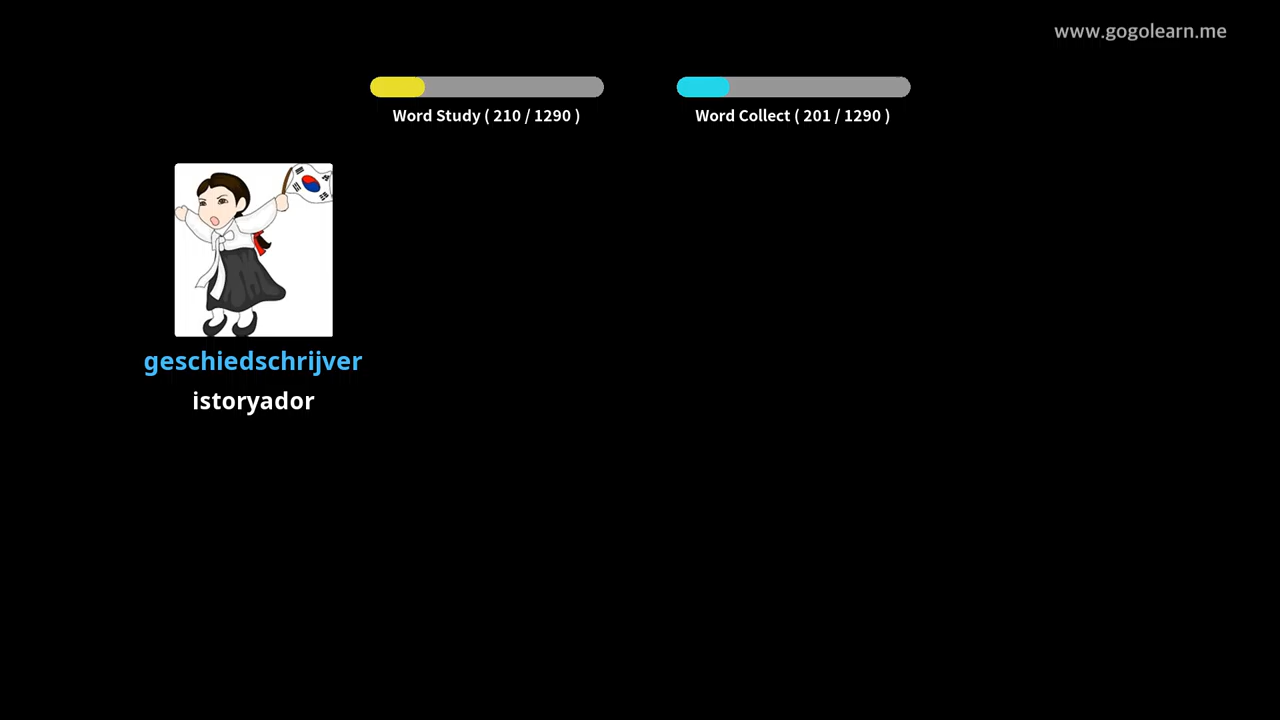 www.gogolearn.me
Word Study ( 210 / 1290 )
Word Collect ( 201 / 1290 )
geschiedschrijver
istoryador